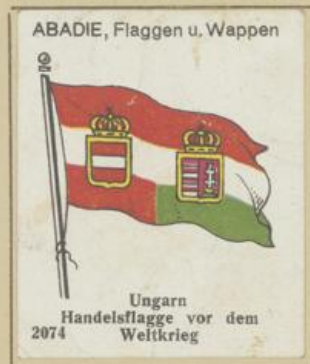 ABADIE, Flaggen u. Wappen
Ungarn
Handelsflagge vor dem
2074 Weltkrieg